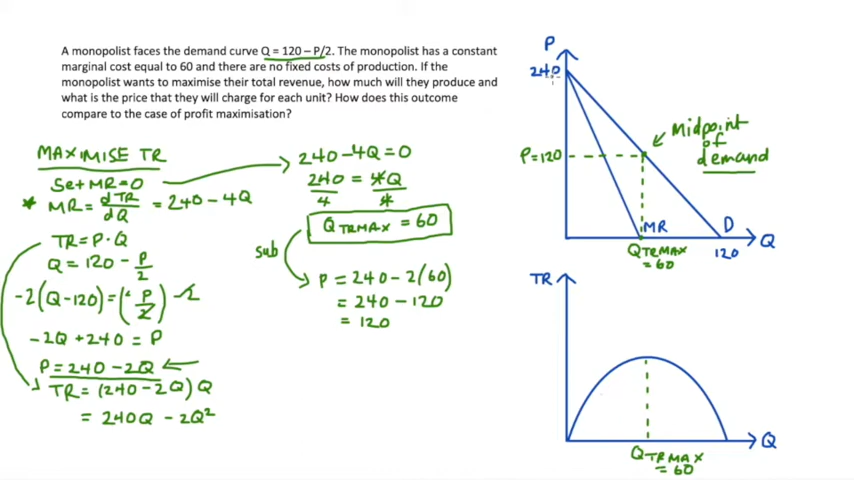 A monopolist faces the demand curve Q = 120 – P/2. The monopolist has a constant
marginal cost equal to 60 and there are no fixed costs of production. If the
monopolist wants to maximise their total revenue, how much will they produce and
what is the price that they will charge for each unit? How does this outcome
compare to the case of profit maximisation?
MAXIMISE TR
Set MR=0
* MR = dTR/dQ = 240 - 4Q
TR = P·Q
Q = 120 - P/2
-2(Q-120) = (-P/2) -2
-2Q + 240 = P
P = 240 - 2Q
TR = (240 - 2Q) Q
= 240Q - 2Q²
240 - 4Q = 0
240/4 = 4Q/4
Q TRMAX = 60
sub
P = 240 - 2(60)
= 240 - 120
= 120
P
240
P=120
Midpoint
of
demand
MR
D
Q
Q TRMAX
= 60
120
TR
Q
Q TRMAX
= 60